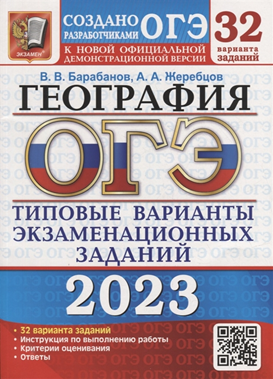 ЭКЗАМЕН
СОЗДАНО
РАЗРАБОТЧИКАМИ ОГЭ
К НОВОЙ ОФИЦИАЛЬНОЙ
ДЕМОНСТРАЦИОННОЙ ВЕРСИИ
32
варианта
ЗАДАНИЙ
В. В. Барабанов, А. А. Жеребцов
ГЕОГРАФИЯ
ОГЭ
ТИПОВЫЕ ВАРИАНТЫ
ЭКЗАМЕНАЦИОННЫХ
ЗАДАНИЙ
2023
• 32 варианта заданий
• Инструкция по выполнению работы
• Критерии оценивания
• Ответы